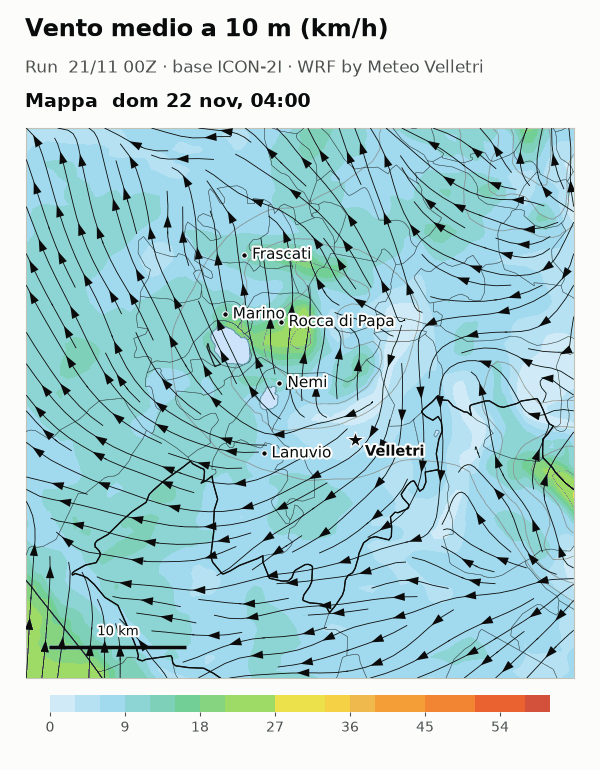 Vento medio a 10 m (km/h)
Run 21/11 00Z · base ICON-2I · WRF by Meteo Velletri
Mappa dom 22 nov, 04:00
Frascati
Marino
Rocca di Papa
Nemi
Velletri
Lanuvio
10 km
0 9 18 27 36 45 54